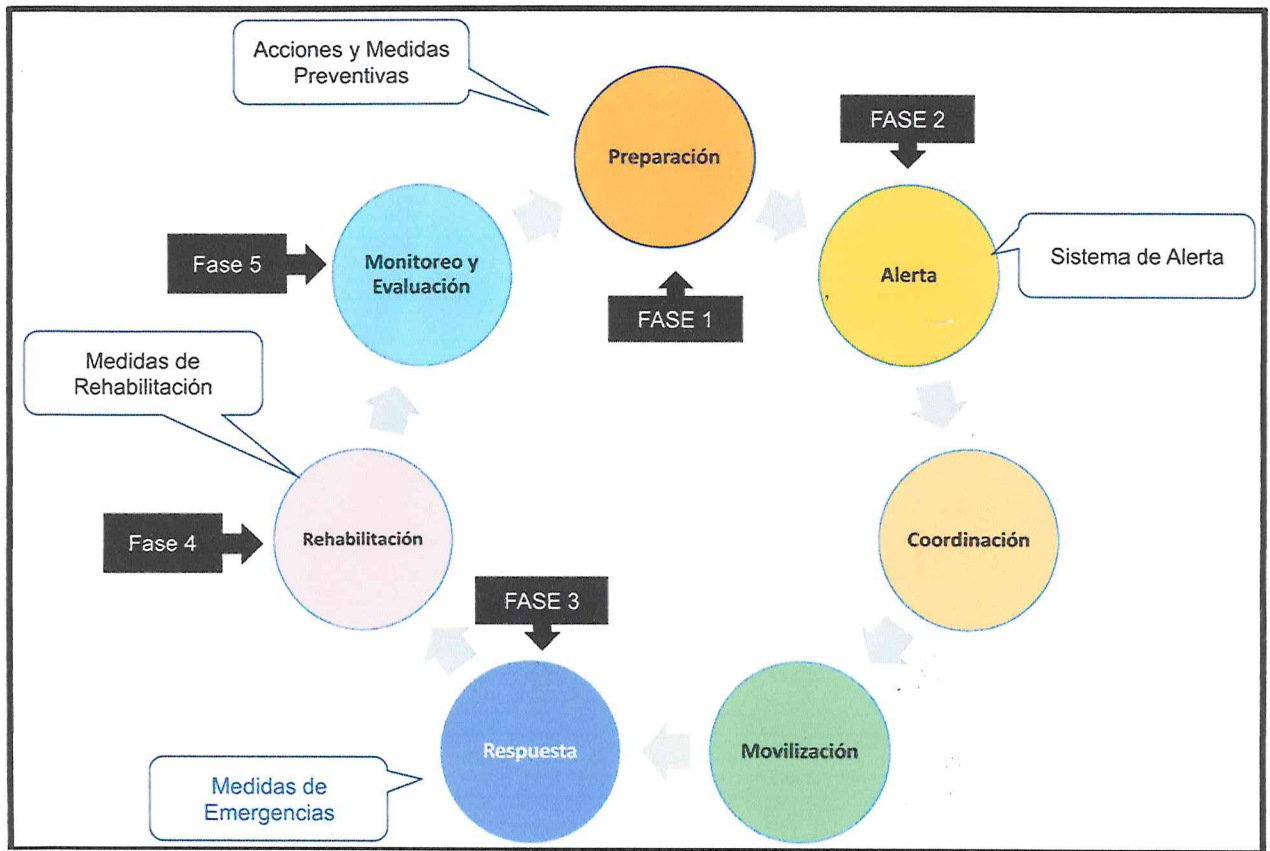 Acciones y Medidas
Preventivas
Preparación
FASE 1
FASE 2
Alerta
Sistema de Alerta
Coordinación
Movilización
FASE 3
Respuesta
Medidas de
Emergencias
Fase 4
Rehabilitación
Medidas de
Rehabilitación
Fase 5
Monitoreo y
Evaluación